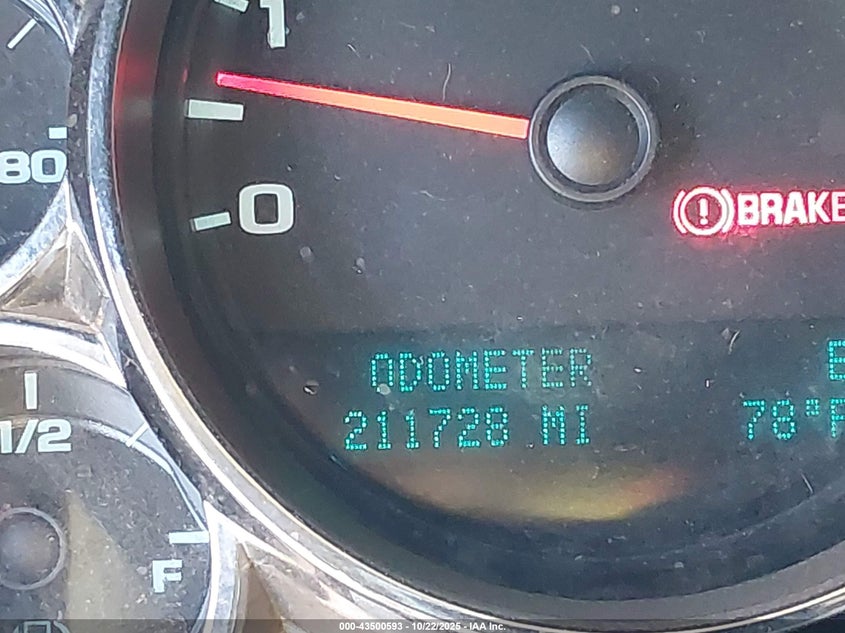 1
80
0
BRAKE
ODOMETER
211728 MI
78°F
1/2
F
000-43500593 - 10/22/2025 - IAA Inc.